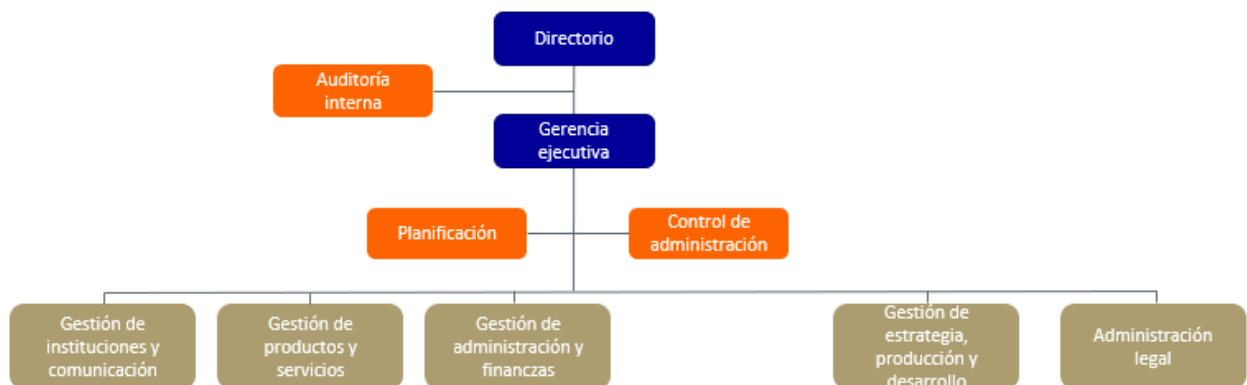 Directorio
Auditoría
interna
Gerencia
ejecutiva
Planificación
Control de
administración
Gestión de
instituciones y
comunicación
Gestión de
productos y
servicios
Gestión de
administración y
financzas
Gestión de
estrategia,
producción y
desarrollo
Administración
legal